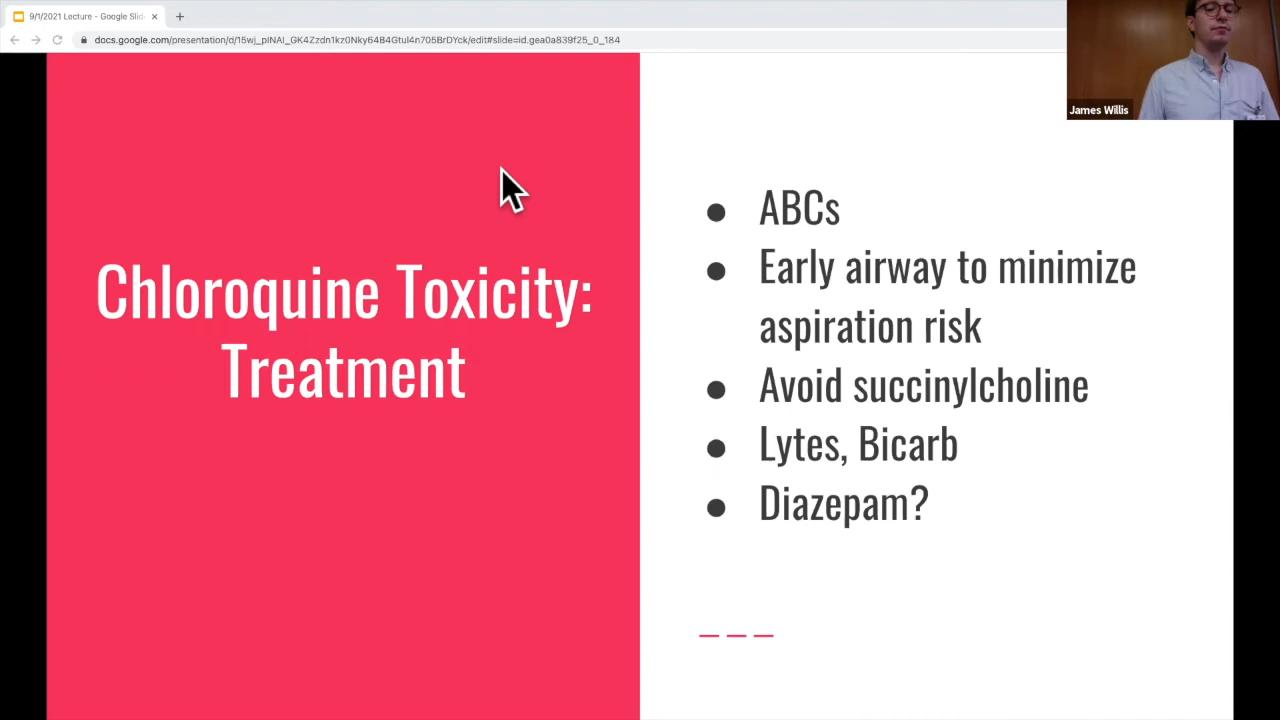 9/1/2021 Lecture - Google Slid
docs.google.com/presentation/d/15wj_pINAI_GK4Zzdn1kz0Nky64B4Gtul4n705BrDYck/edit#slide=id.gea0a839f25_0_184
James Willis
Chloroquine Toxicity:
Treatment
● ABCs
● Early airway to minimize
aspiration risk
● Avoid succinylcholine
● Lytes, Bicarb
● Diazepam?